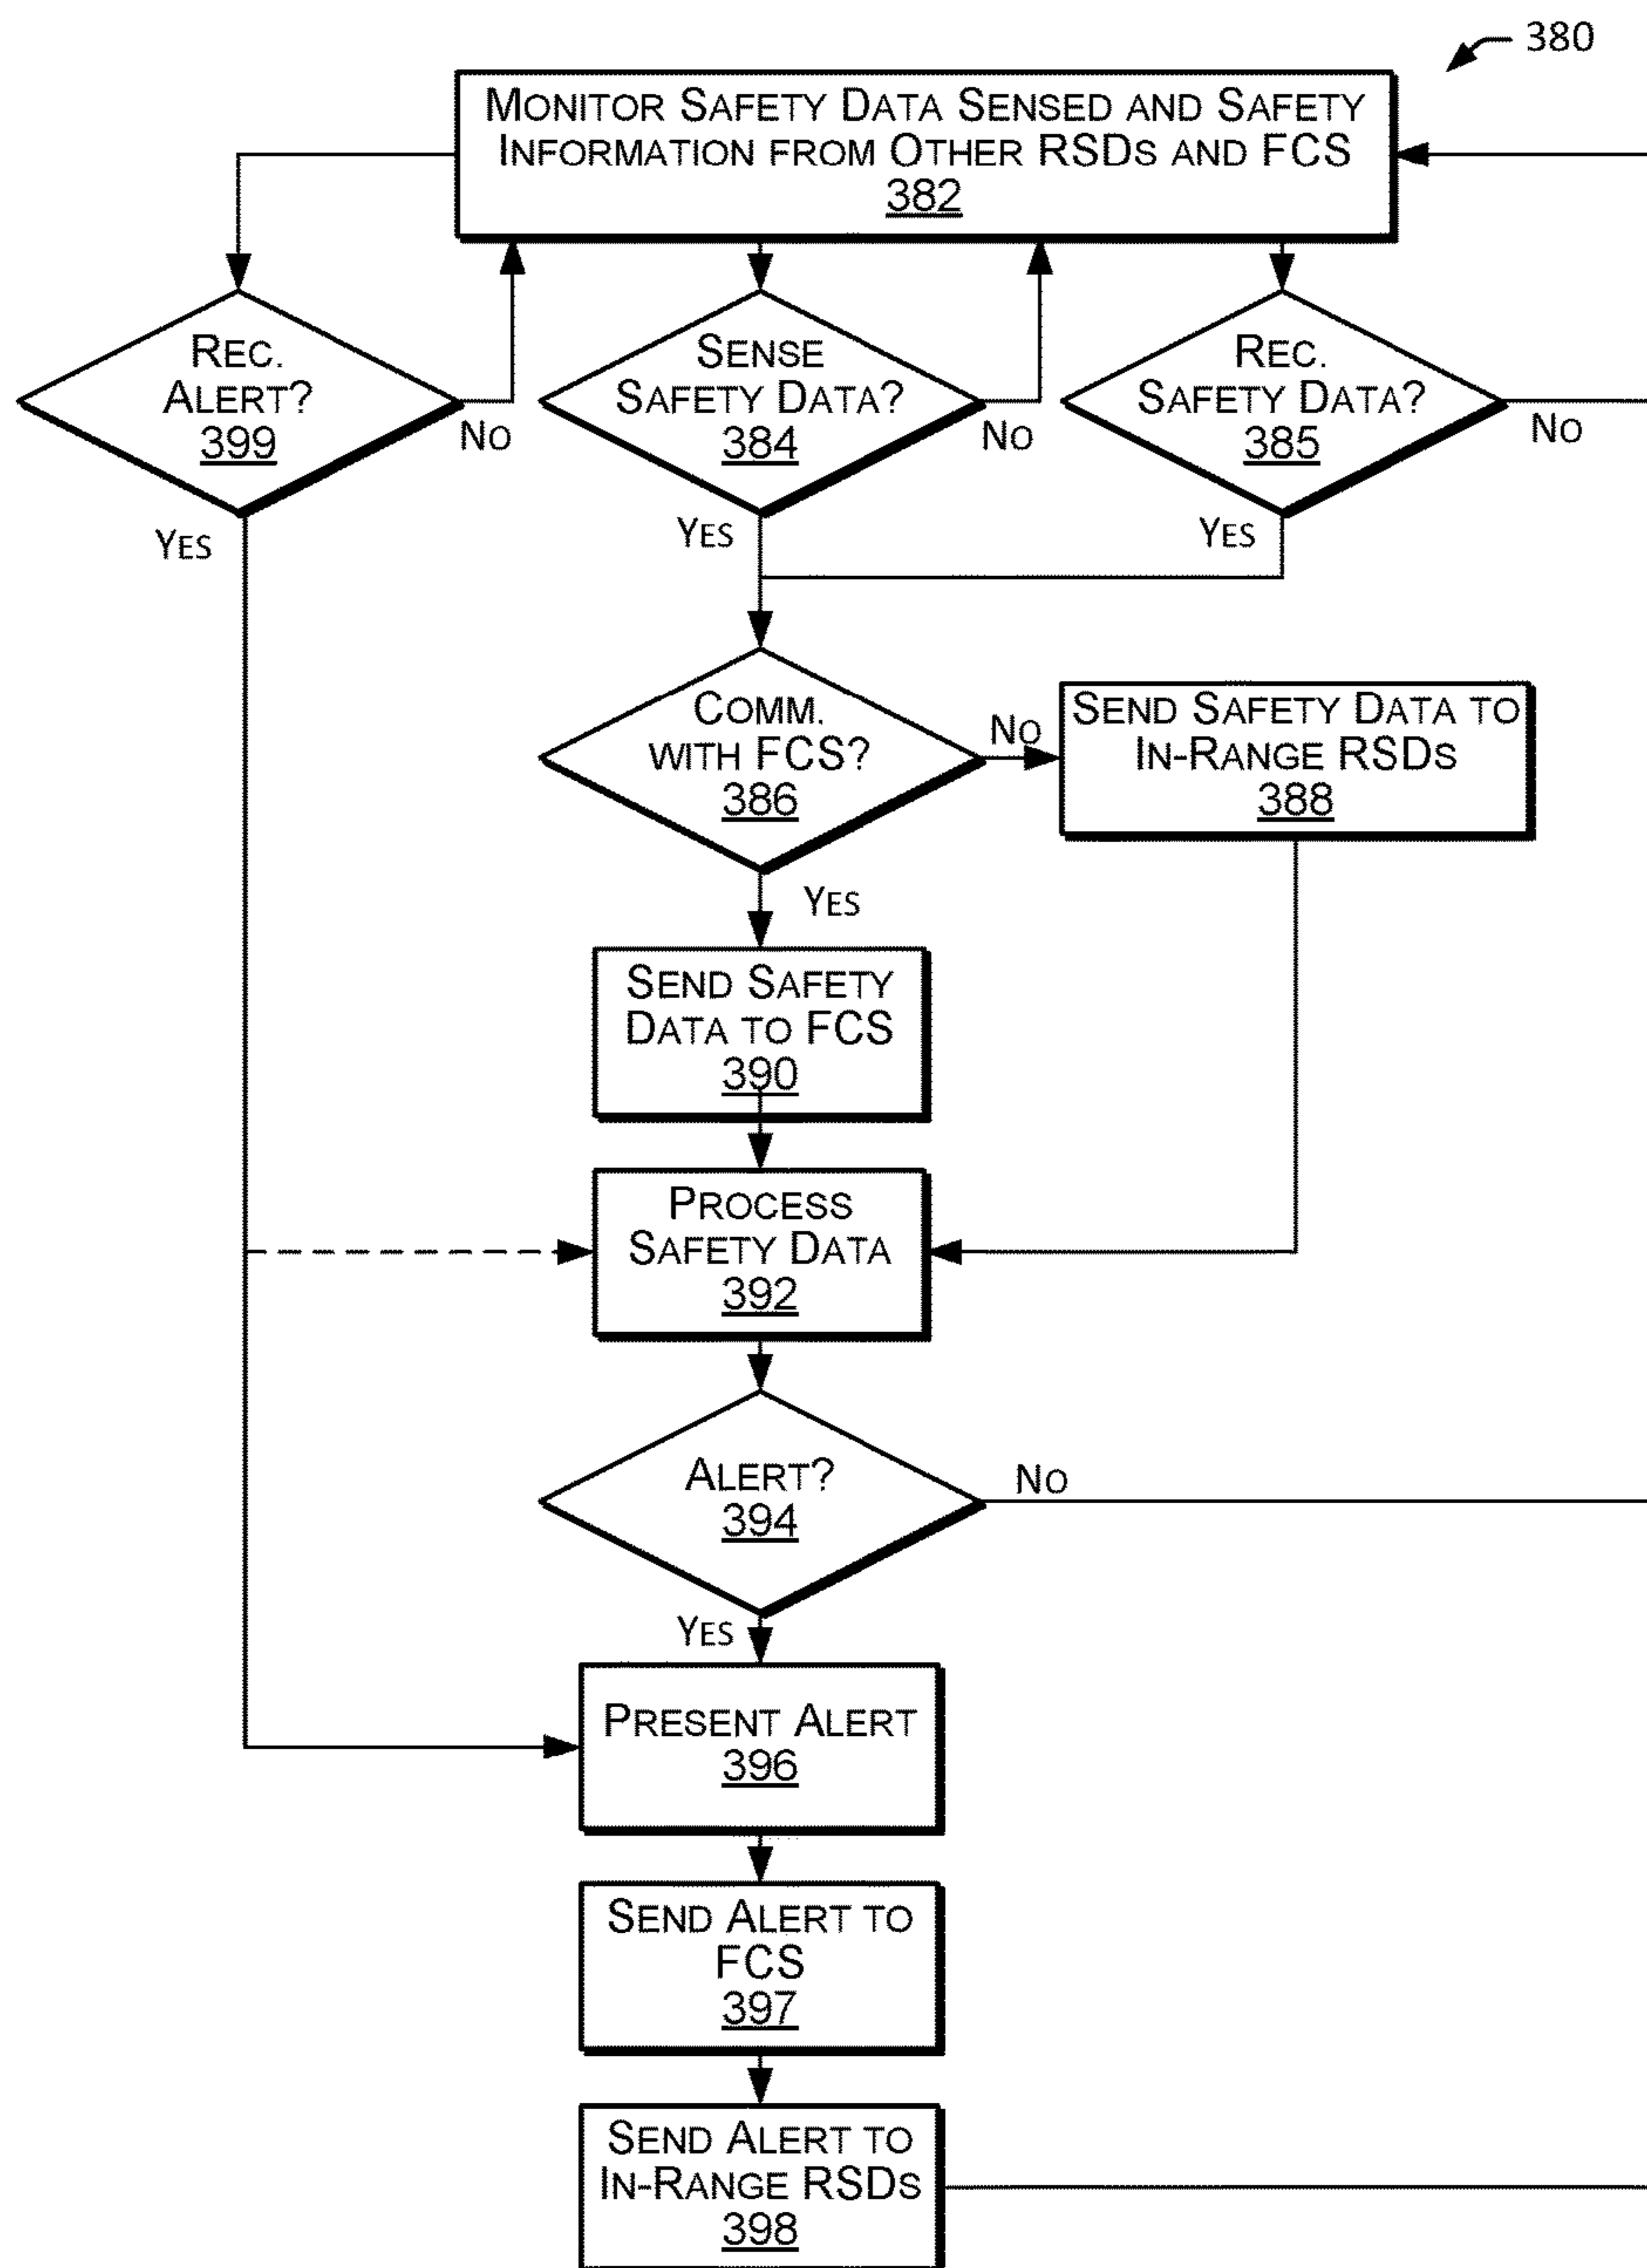 380
MONITOR SAFETY DATA SENSED AND SAFETY
INFORMATION FROM OTHER RSDS AND FCS
382
REC.
ALERT?
399
NO
YES
SENSE
SAFETY DATA?
384
NO
YES
REC.
SAFETY DATA?
385
NO
YES
COMM.
WITH FCS?
386
NO
YES
SEND SAFETY DATA TO
IN-RANGE RSDS
388
SEND SAFETY
DATA TO FCS
390
PROCESS
SAFETY DATA
392
ALERT?
394
NO
YES
PRESENT ALERT
396
SEND ALERT TO
FCS
397
SEND ALERT TO
IN-RANGE RSDS
398